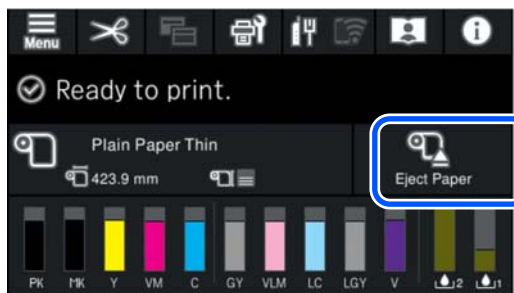 Menu
Ready to print.
Plain Paper Thin
423.9 mm
Eject Paper
PK MK Y VM C GY VLM LC LGY V 2 1